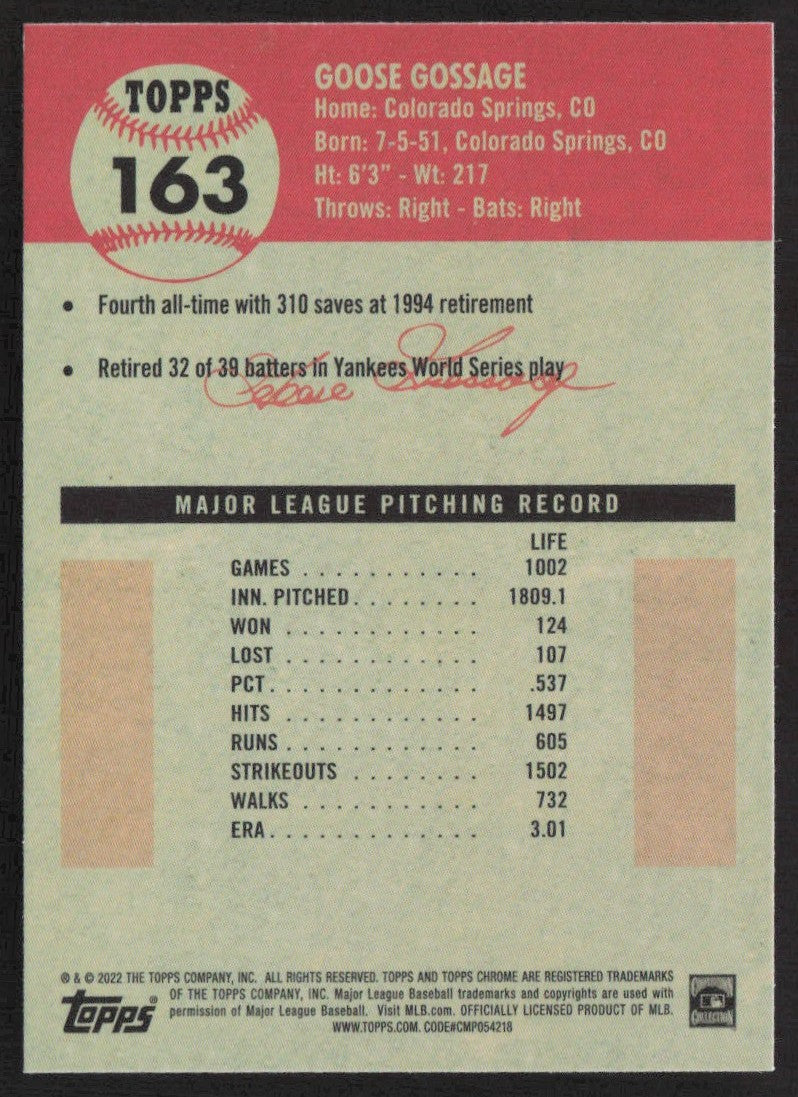 TOPPS
163
GOOSE GOSSAGE
Home: Colorado Springs, CO
Born: 7-5-51, Colorado Springs, CO
Ht: 6'3" - Wt: 217
Throws: Right - Bats: Right
• Fourth all-time with 310 saves at 1994 retirement
• Retired 32 of 39 batters in Yankees World Series play
MAJOR LEAGUE PITCHING RECORD
LIFE
GAMES . . . . . . . . . . . 1002
INN. PITCHED. . . . . . . . 1809.1
WON . . . . . . . . . . . . 124
LOST . . . . . . . . . . . . 107
PCT. . . . . . . . . . . . . .537
HITS . . . . . . . . . . . . 1497
RUNS . . . . . . . . . . . . 605
STRIKEOUTS . . . . . . . . 1502
WALKS . . . . . . . . . . . 732
ERA. . . . . . . . . . . . . 3.01
® & © 2022 THE TOPPS COMPANY, INC. ALL RIGHTS RESERVED. TOPPS AND TOPPS CHROME ARE REGISTERED TRADEMARKS
OF THE TOPPS COMPANY, INC. Major League Baseball trademarks and copyrights are used with
permission of Major League Baseball. Visit MLB.com. OFFICIALLY LICENSED PRODUCT OF MLB.
WWW.TOPPS.COM. CODE#CMP054218
topps®
COLLECTION